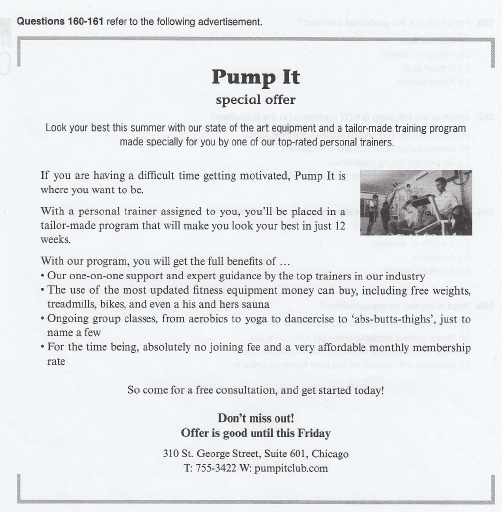 Questions 160-161 refer to the following advertisement.
Pump It
special offer
Look your best this summer with our state of the art equipment and a tailor-made training program
made specially for you by one of our top-rated personal trainers.
If you are having a difficult time getting motivated, Pump It is
where you want to be.
With a personal trainer assigned to you, you'll be placed in a
tailor-made program that will make you look your best in just 12
weeks.
With our program, you will get the full benefits of ...
• Our one-on-one support and expert guidance by the top trainers in our industry
• The use of the most updated fitness equipment money can buy, including free weights,
treadmills, bikes, and even a his and hers sauna
• Ongoing group classes, from aerobics to yoga to dancercise to 'abs-butts-thighs', just to
name a few
• For the time being, absolutely no joining fee and a very affordable monthly membership
rate
So come for a free consultation, and get started today!
Don't miss out!
Offer is good until this Friday
310 St. George Street, Suite 601, Chicago
T: 755-3422 W: pumpitclub.com